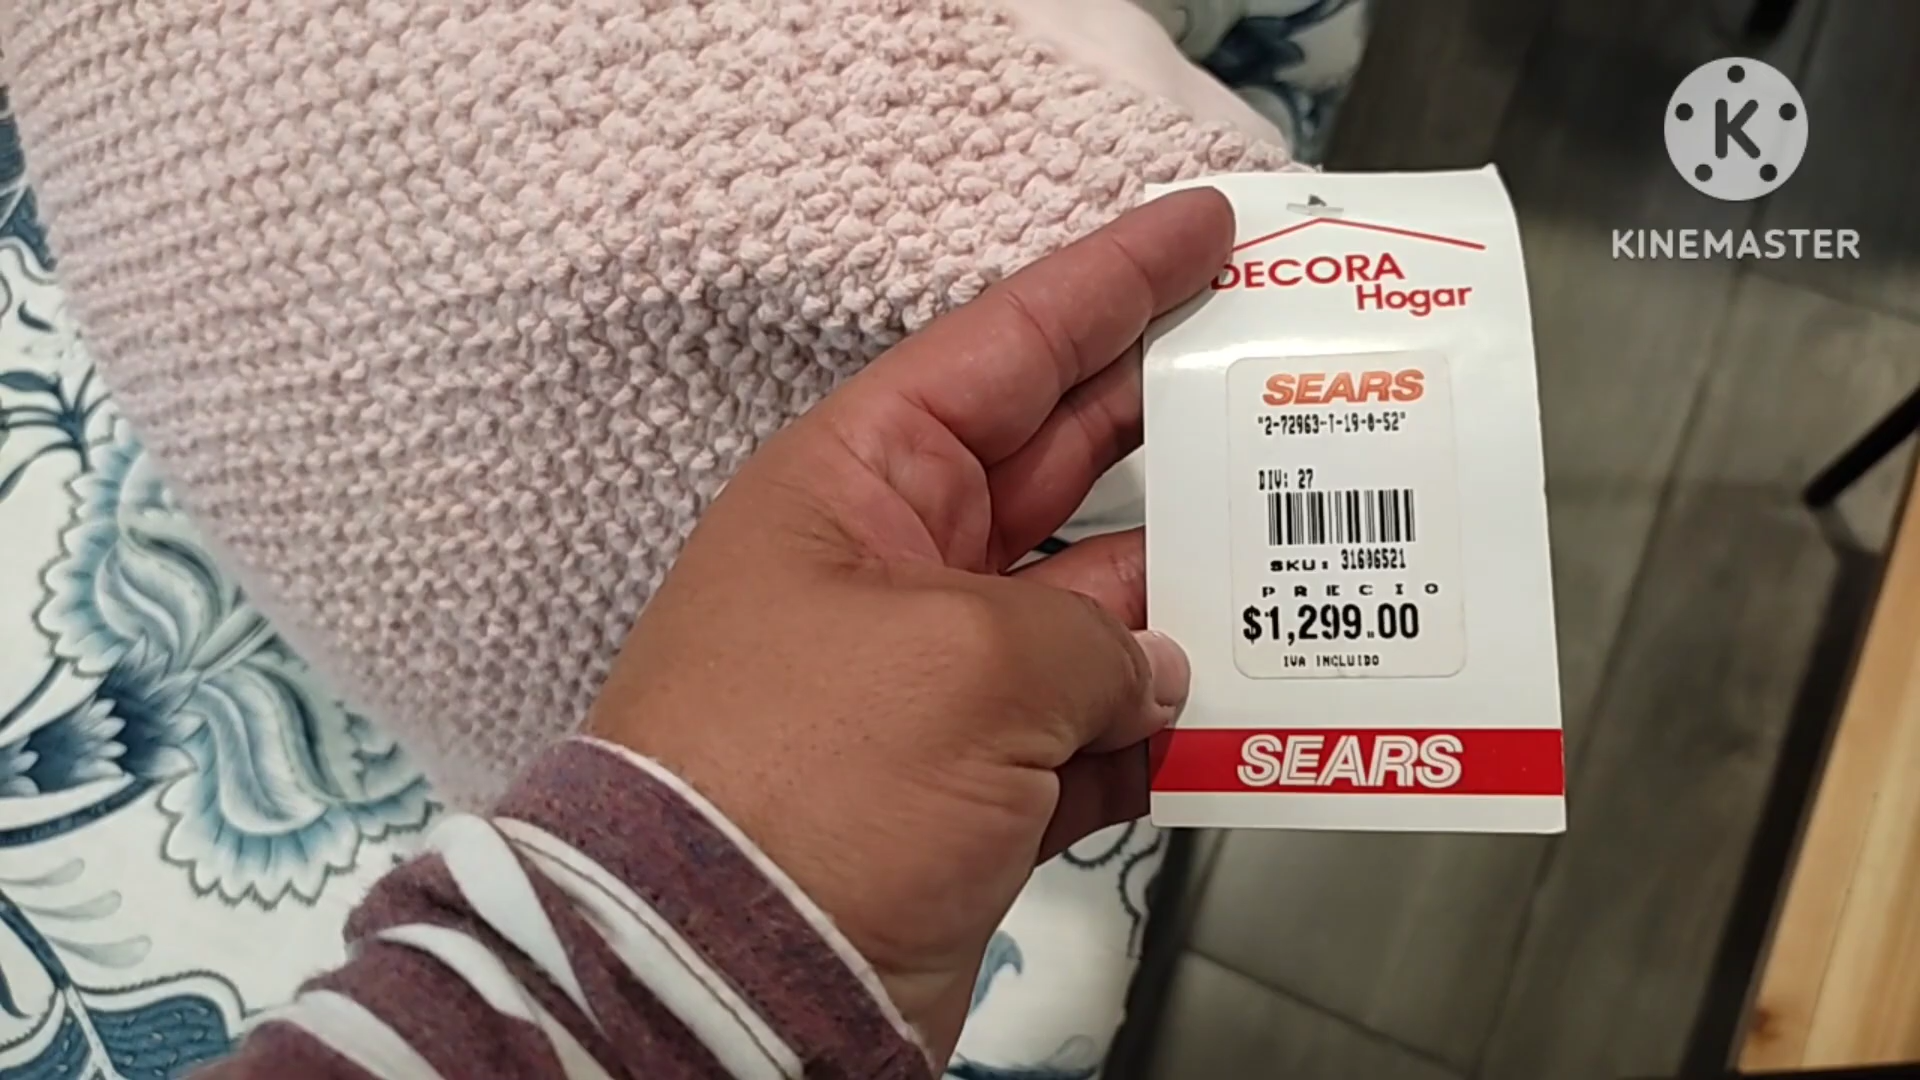 K
KINEMASTER
DECORA
Hogar
SEARS
"2-72963-T-19-8-52"
DIV: 27
SKU: 31606521
PRECIO
$1,299.00
IVA INCLUIDO
SEARS